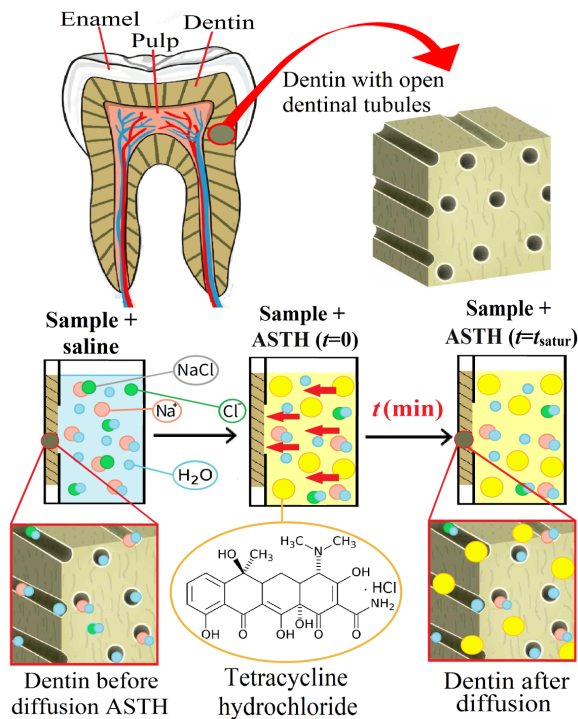 Enamel
Dentin
Pulp
Dentin with open
dentinal tubules
Sample +
saline
Sample +
ASTH (t=0)
Sample +
ASTH (t=tsatur)
NaCl
Na+
Cl-
H₂O
t (min)
HO
CH₃
H₃C
CH₃
N
OH
· HCl
NH₂
OH
O
OH
OH
O
O
Dentin before
diffusion ASTH
Tetracycline
hydrochloride
Dentin after
diffusion